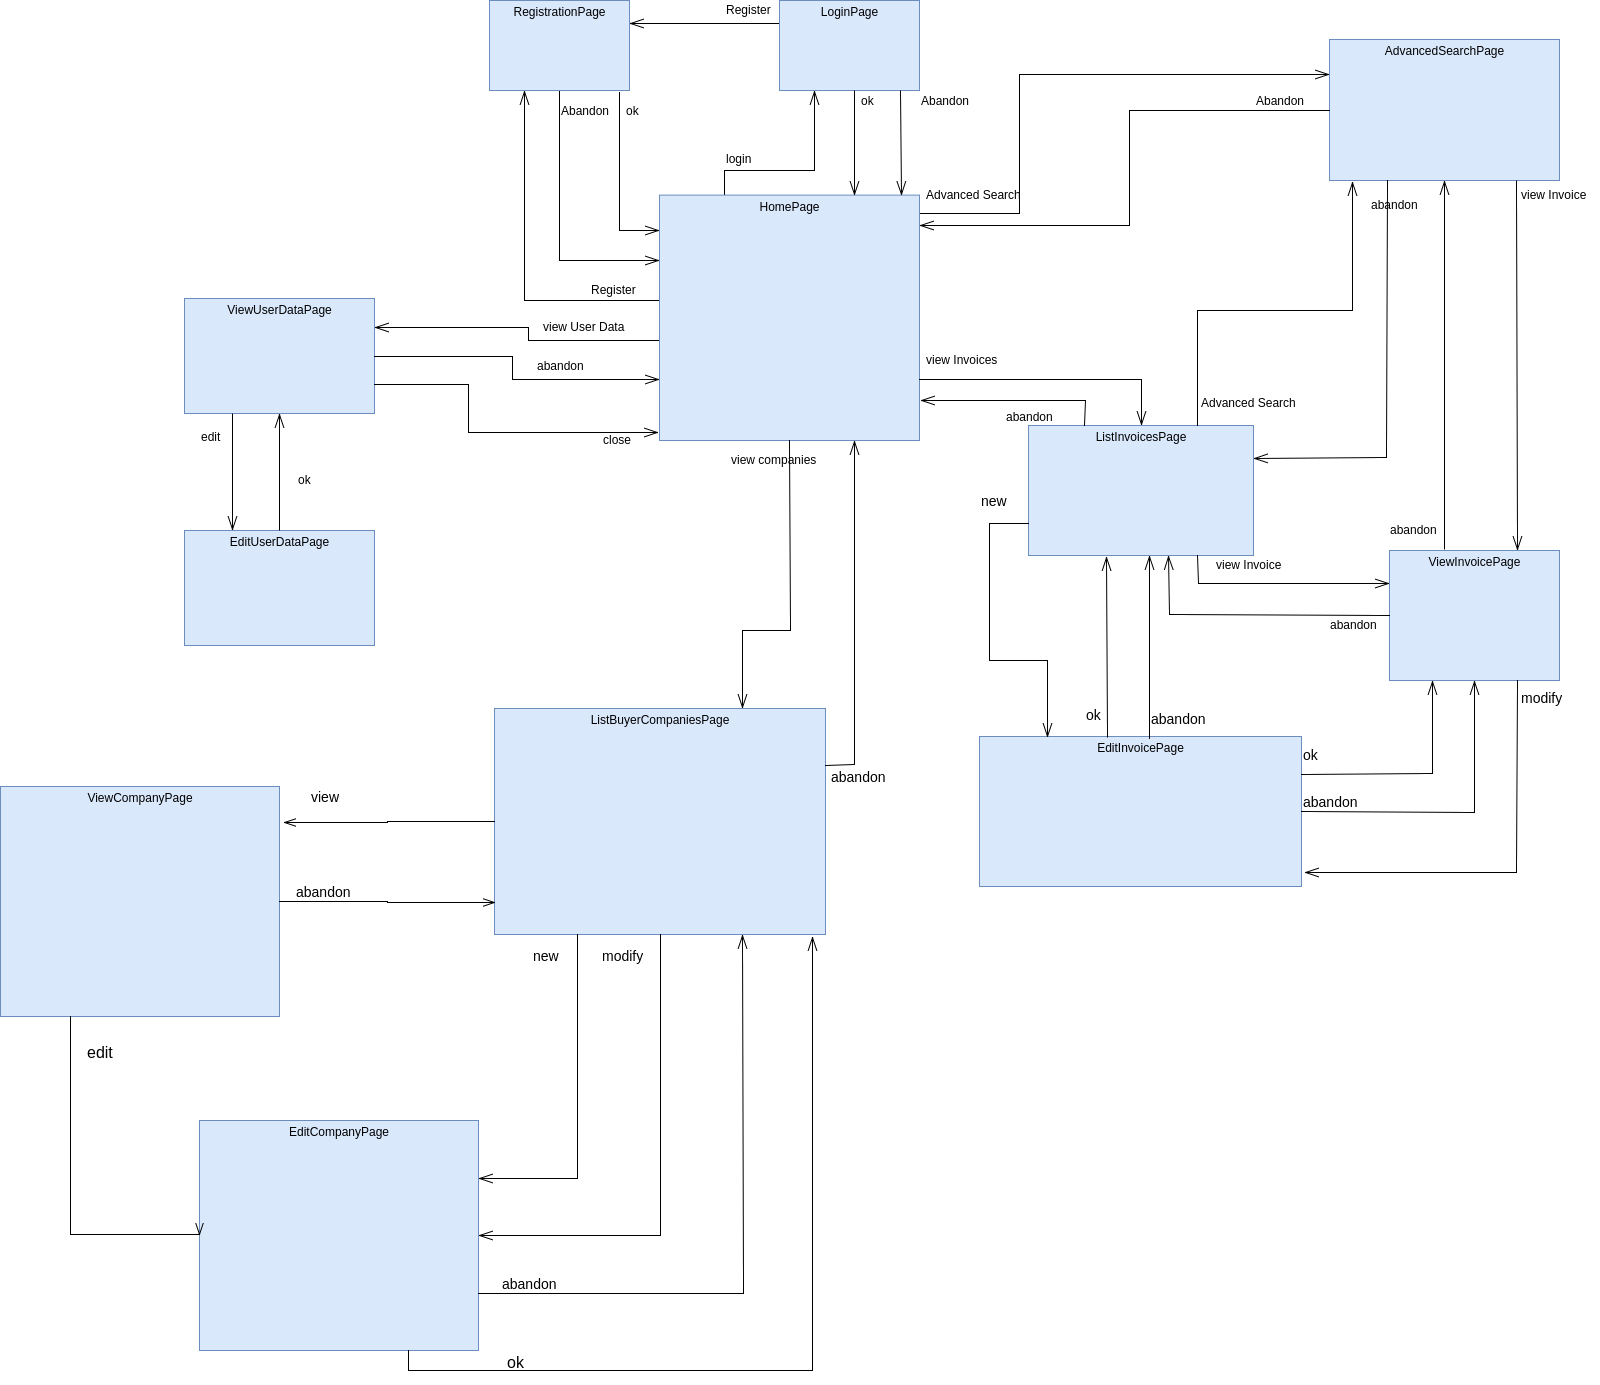 RegistrationPage
Register
LoginPage
AdvancedSearchPage
Abandon
ok
ok
Abandon
Abandon
login
Advanced Search
view Invoice
abandon
HomePage
Register
ViewUserDataPage
view User Data
abandon
view Invoices
Advanced Search
abandon
edit
close
ListInvoicesPage
view companies
ok
new
abandon
EditUserDataPage
view Invoice
ViewInvoicePage
abandon
modify
ok
abandon
ListBuyerCompaniesPage
EditInvoicePage
ok
abandon
abandon
ViewCompanyPage
view
abandon
new
modify
edit
EditCompanyPage
abandon
ok